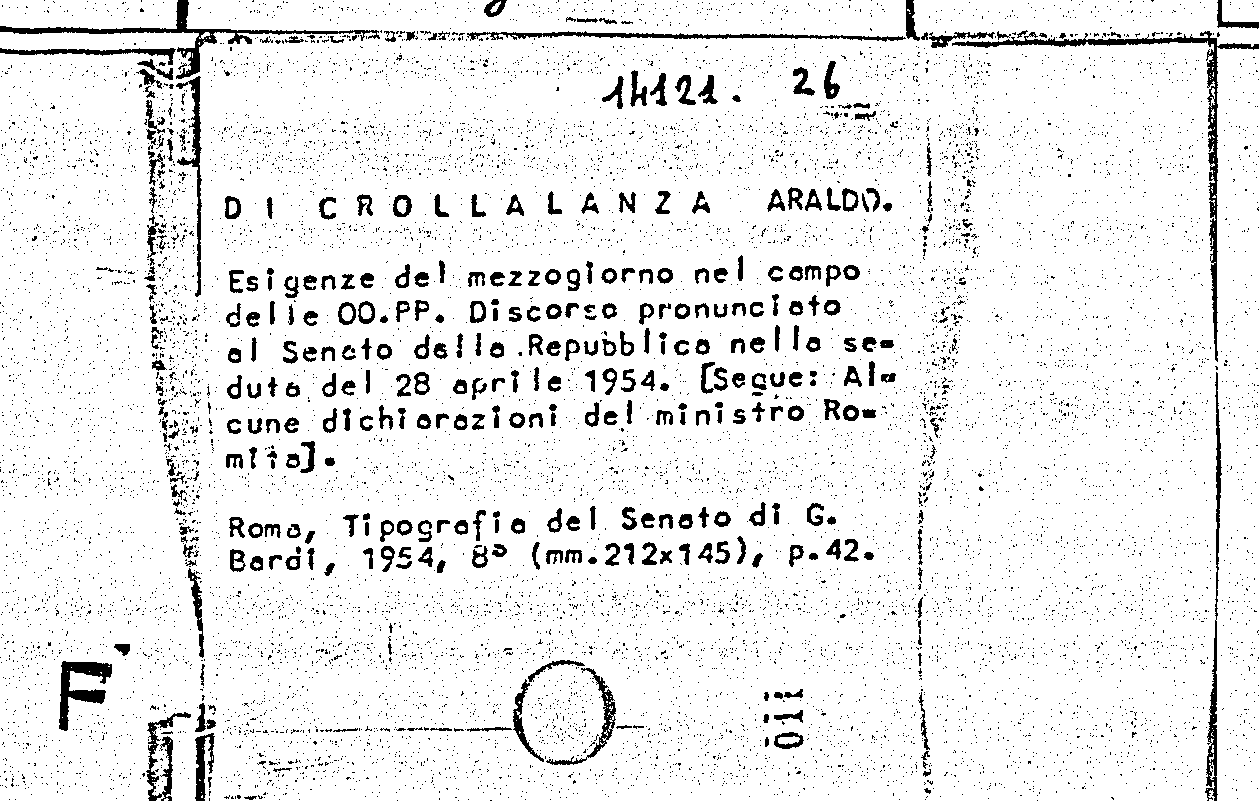 14121. 26
DI CROLLALANZA ARALDO.
Esigenze del mezzogiorno nel campo
delle OO.PP. Discorso pronunciato
al Senato della Repubblica nella se=
duta del 28 aprile 1954. [Segue: Al=
cune dichiarazioni del ministro Ro=
mita].
Roma, Tipografia del Senato di G.
Bardi, 1954, 8° (mm.212x145), p.42.
F
011